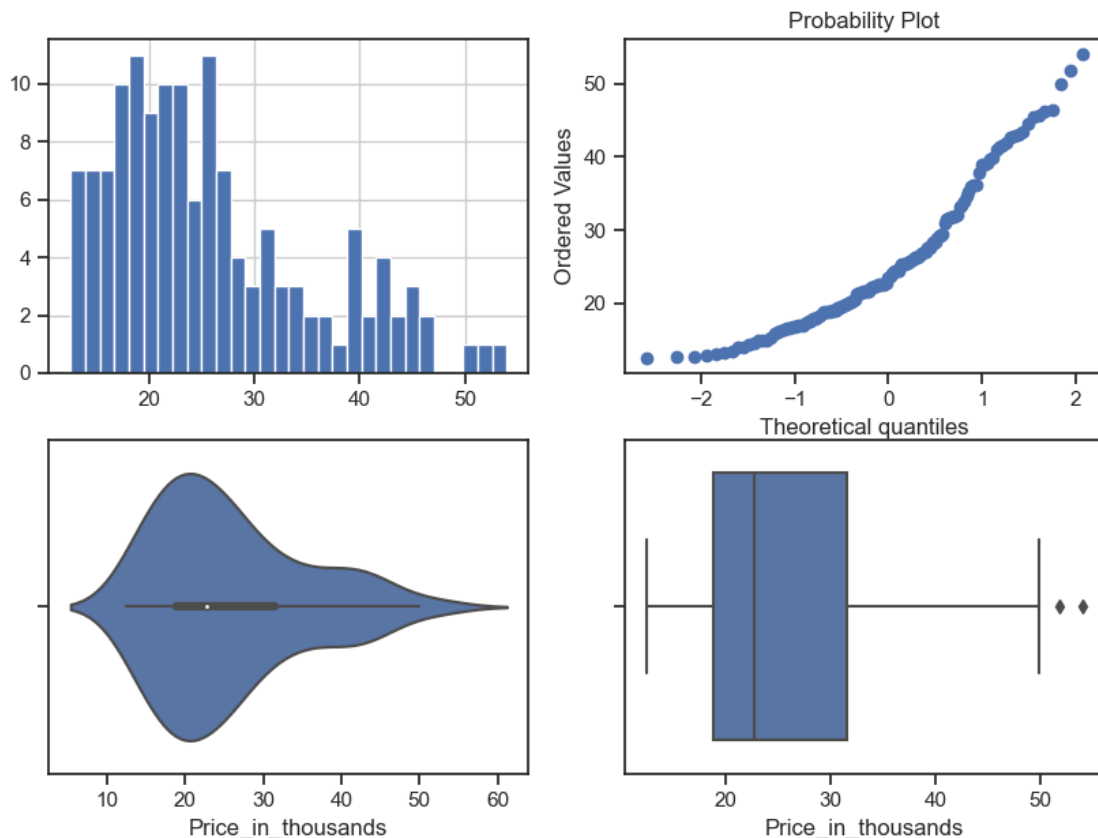 Probability Plot
10
8
6
4
2
0
20 30 40 50
Ordered Values
50
40
30
20
−2 −1 0 1 2
Theoretical quantiles
10 20 30 40 50 60
Price_in_thousands
20 30 40 50
Price_in_thousands